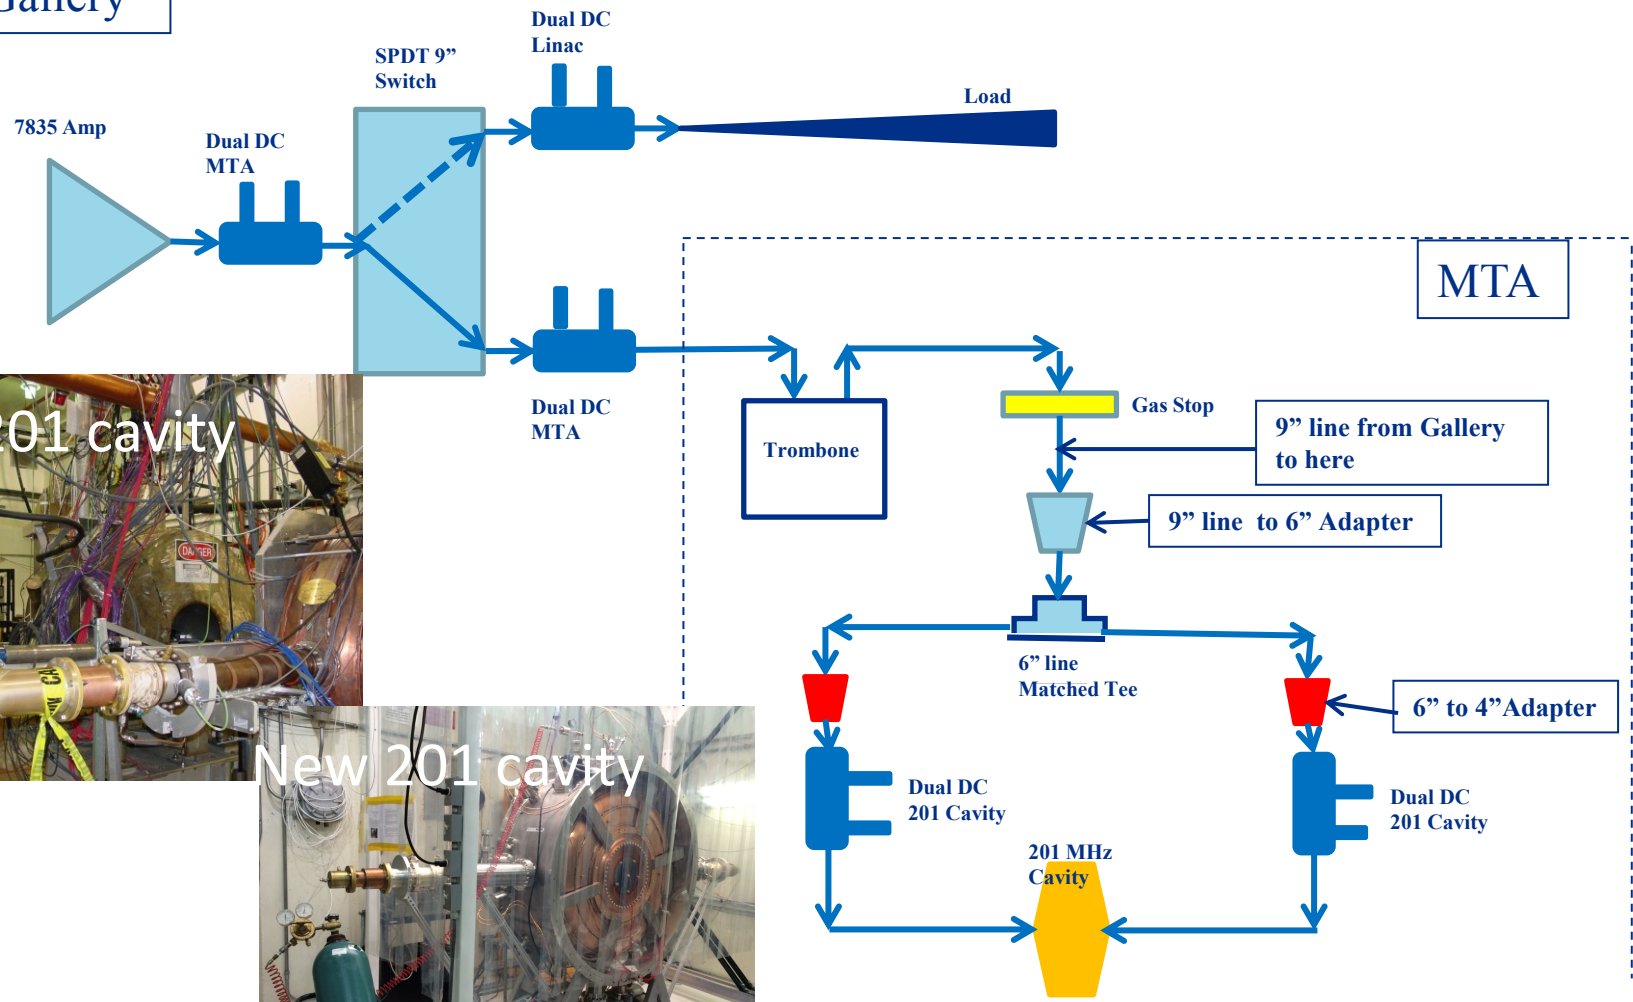 Gallery
Dual DC
Linac
SPDT 9”
Switch
Load
7835 Amp
Dual DC
MTA
MTA
Dual DC
MTA
Trombone
Gas Stop
9” line from Gallery
to here
9” line to 6” Adapter
201 cavity
DANGER
6” line
Matched Tee
6” to 4”Adapter
New 201 cavity
Dual DC
201 Cavity
Dual DC
201 Cavity
201 MHz
Cavity